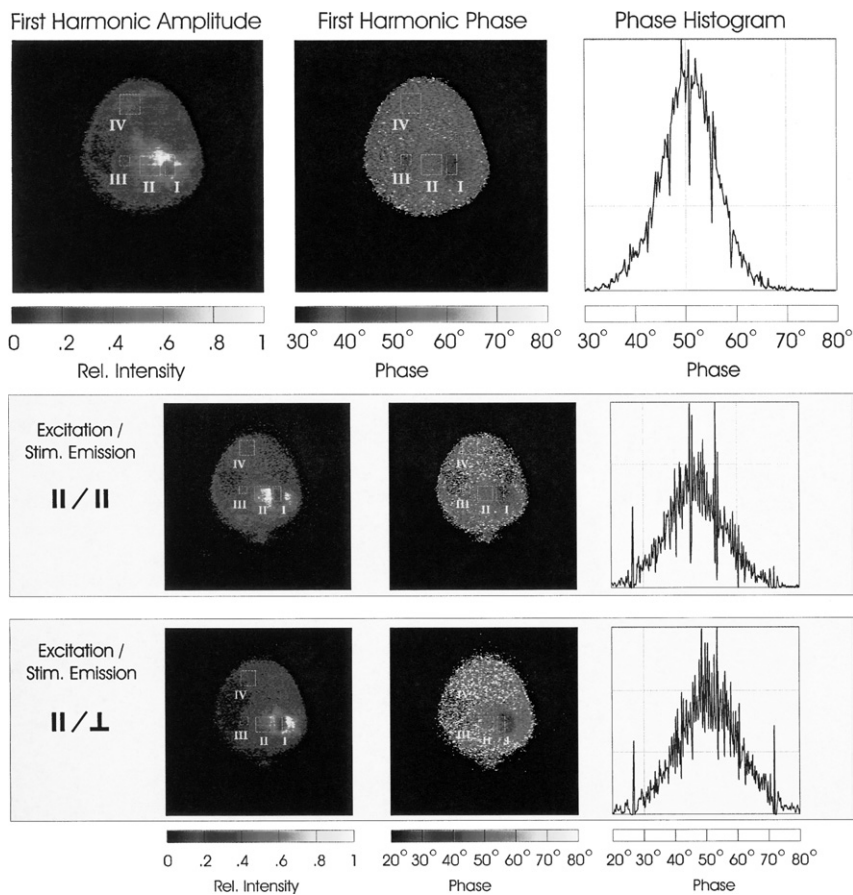 First Harmonic Amplitude First Harmonic Phase Phase Histogram
IV IV
III II I III II I
0 .2 .4 .6 .8 1 30° 40° 50° 60° 70° 80° 30° 40° 50° 60° 70° 80°
Rel. Intensity Phase Phase
Excitation /
Stim. Emission
II / II
IV IV
III II I III II I
Excitation /
Stim. Emission
II / ⊥
IV IV
III II I III II I
0 .2 .4 .6 .8 1 20° 30° 40° 50° 60° 70° 80° 20° 30° 40° 50° 60° 70° 80°
Rel. Intensity Phase Phase